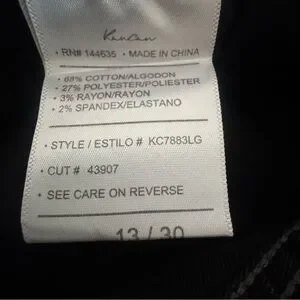 KanCan
• RN# 144635 • MADE IN CHINA
• 68% COTTON/ALGODON
• 27% POLYESTER/POLIESTER
• 3% RAYON/RAYON
• 2% SPANDEX/ELASTANO
• STYLE / ESTILO # KC7883LG
• CUT # 43907
• SEE CARE ON REVERSE
13 / 30